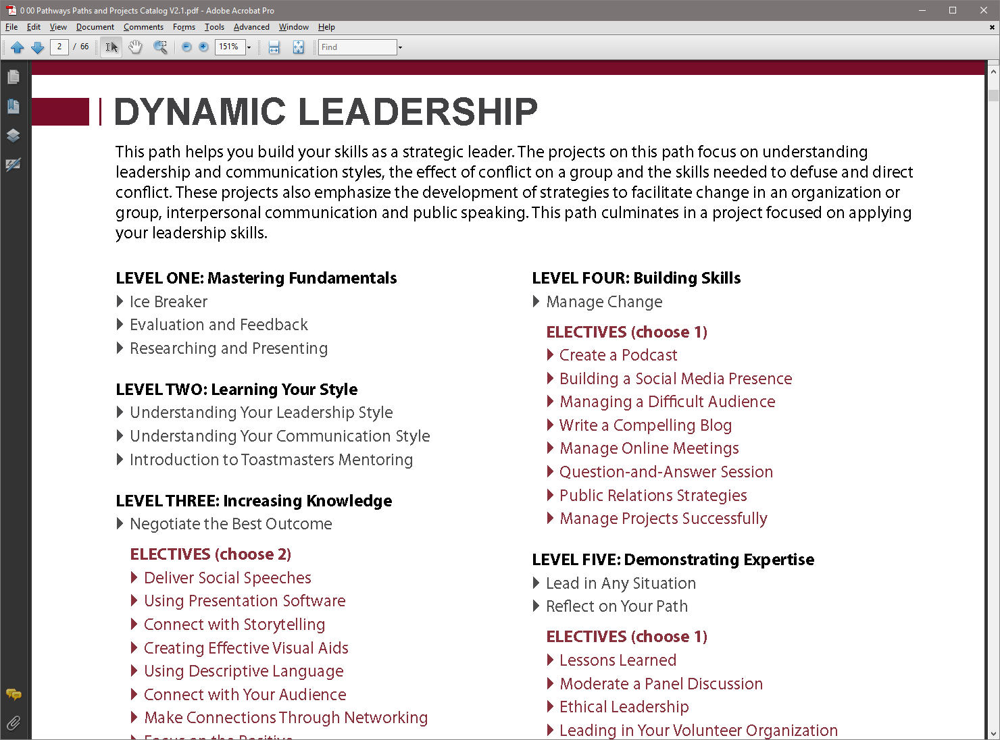 0 00 Pathways Paths and Projects Catalog V2.1.pdf - Adobe Acrobat Pro
File Edit View Document Comments Forms Tools Advanced Window Help
2 / 66 151% Find
DYNAMIC LEADERSHIP
This path helps you build your skills as a strategic leader. The projects on this path focus on understanding
leadership and communication styles, the effect of conflict on a group and the skills needed to defuse and direct
conflict. These projects also emphasize the development of strategies to facilitate change in an organization or
group, interpersonal communication and public speaking. This path culminates in a project focused on applying
your leadership skills.
LEVEL ONE: Mastering Fundamentals
Ice Breaker
Evaluation and Feedback
Researching and Presenting
LEVEL TWO: Learning Your Style
Understanding Your Leadership Style
Understanding Your Communication Style
Introduction to Toastmasters Mentoring
LEVEL THREE: Increasing Knowledge
Negotiate the Best Outcome
ELECTIVES (choose 2)
Deliver Social Speeches
Using Presentation Software
Connect with Storytelling
Creating Effective Visual Aids
Using Descriptive Language
Connect with Your Audience
Make Connections Through Networking
Focus on the Positive
LEVEL FOUR: Building Skills
Manage Change
ELECTIVES (choose 1)
Create a Podcast
Building a Social Media Presence
Managing a Difficult Audience
Write a Compelling Blog
Manage Online Meetings
Question-and-Answer Session
Public Relations Strategies
Manage Projects Successfully
LEVEL FIVE: Demonstrating Expertise
Lead in Any Situation
Reflect on Your Path
ELECTIVES (choose 1)
Lessons Learned
Moderate a Panel Discussion
Ethical Leadership
Leading in Your Volunteer Organization